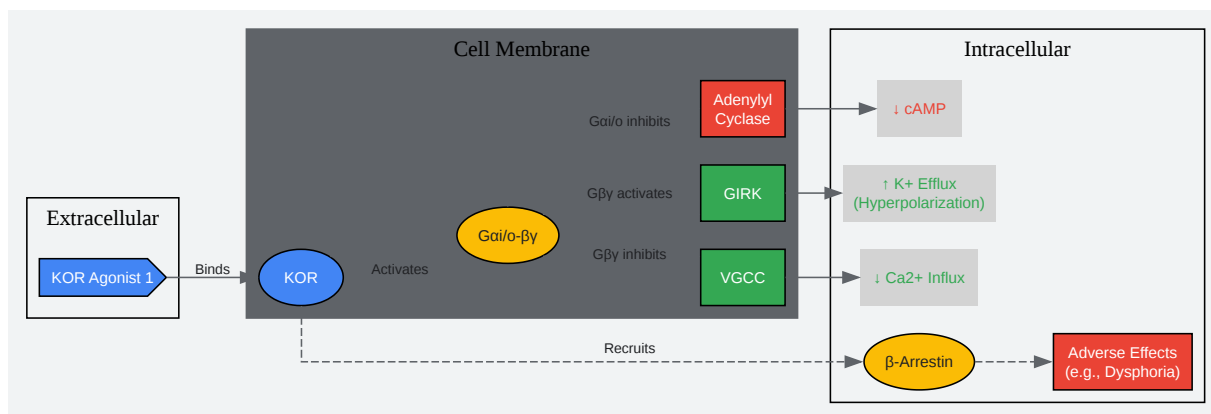 Cell Membrane
Intracellular
Adenylyl
Cyclase
↓ cAMP
Gαi/o inhibits
Gβγ activates
GIRK
↑ K+ Efflux
(Hyperpolarization)
Extracellular
Gαi/o-βγ
Gβγ inhibits
KOR Agonist 1
Binds
KOR
Activates
VGCC
↓ Ca2+ Influx
Recruits
β-Arrestin
Adverse Effects
(e.g., Dysphoria)